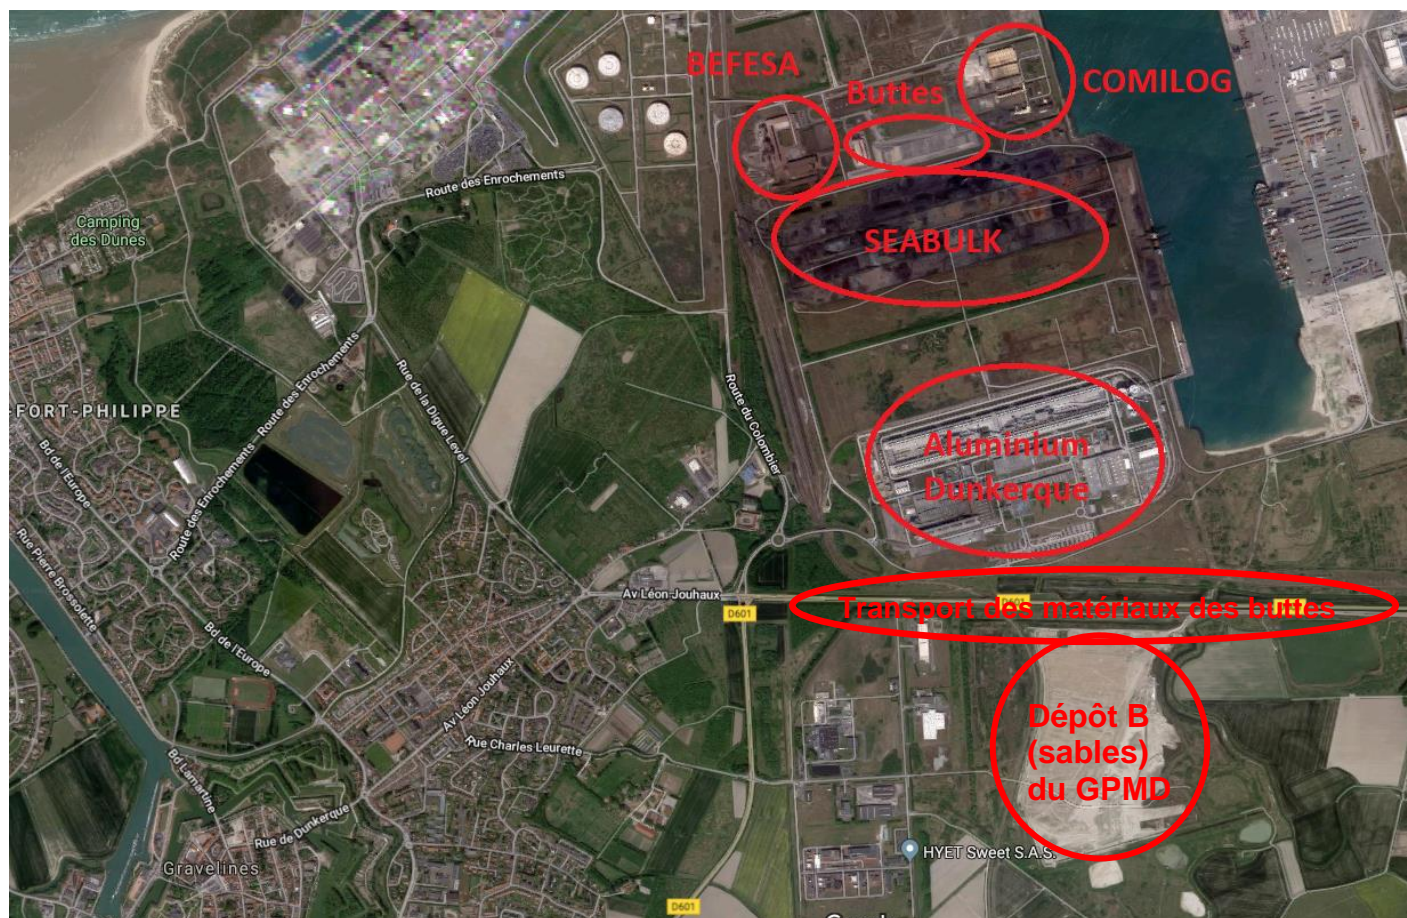 BEFESA
COMILOG
Buttes
Route des Enrochements
Camping
des Dunes
SEABULK
Route des Enrochements - Route des Enrochements
Rue de la Digue Level
Route du Colombier
-FORT-PHILIPPE
Bd de l'Europe
Aluminium
Dunkerque
Rue Pierre Brossolette
Av Léon Jouhaux
D601
D601
Transport des matériaux des buttes
Bd de l'Europe
Av Léon Jouhaux
Rue Charles Leurette
Dépôt B
(sables)
du GPMD
Bd Lamartine
Rue de Dunkerque
Gravelines
HYET Sweet S.A.S.
D601